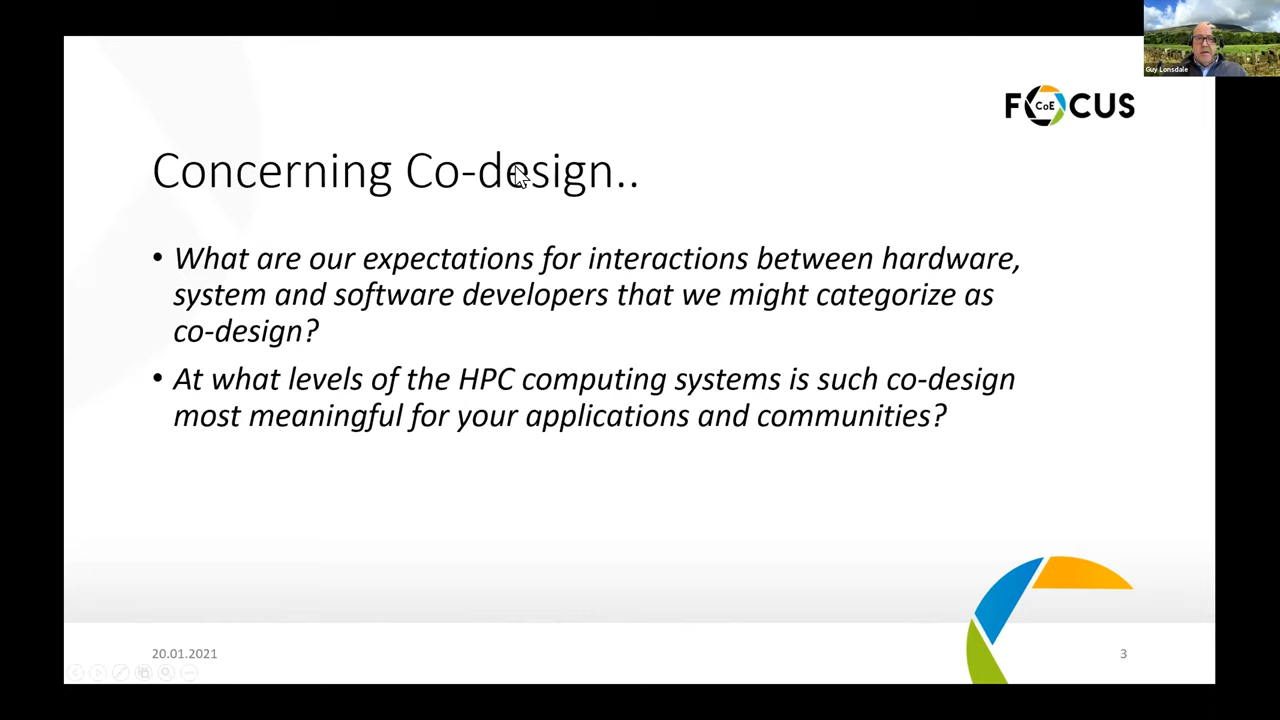 Guy Lonsdale
FOCUS
CoE
Concerning Co-design..
• What are our expectations for interactions between hardware,
system and software developers that we might categorize as
co-design?
• At what levels of the HPC computing systems is such co-design
most meaningful for your applications and communities?
20.01.2021
3